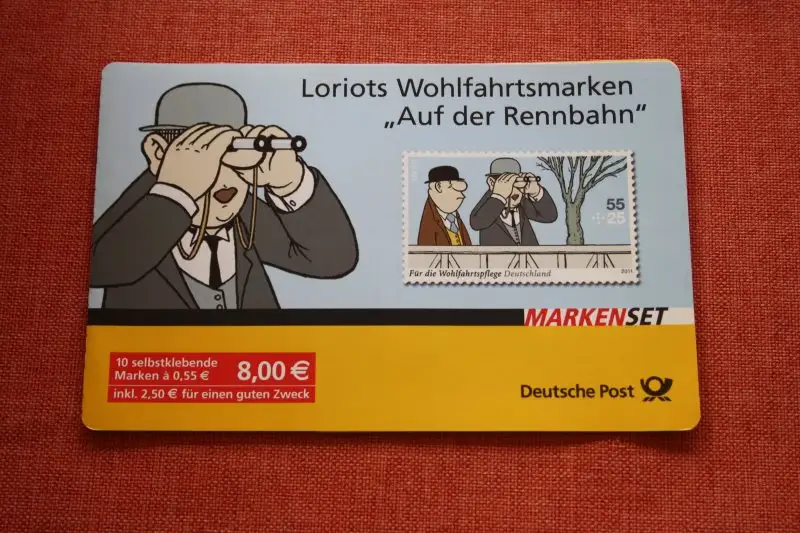 Loriots Wohlfahrtsmarken
„Auf der Rennbahn“
55
+25
Für die Wohlfahrtspflege Deutschland
2011
MARKENSET
10 selbstklebende
Marken à 0,55 €
8,00 €
inkl. 2,50 € für einen guten Zweck
Deutsche Post